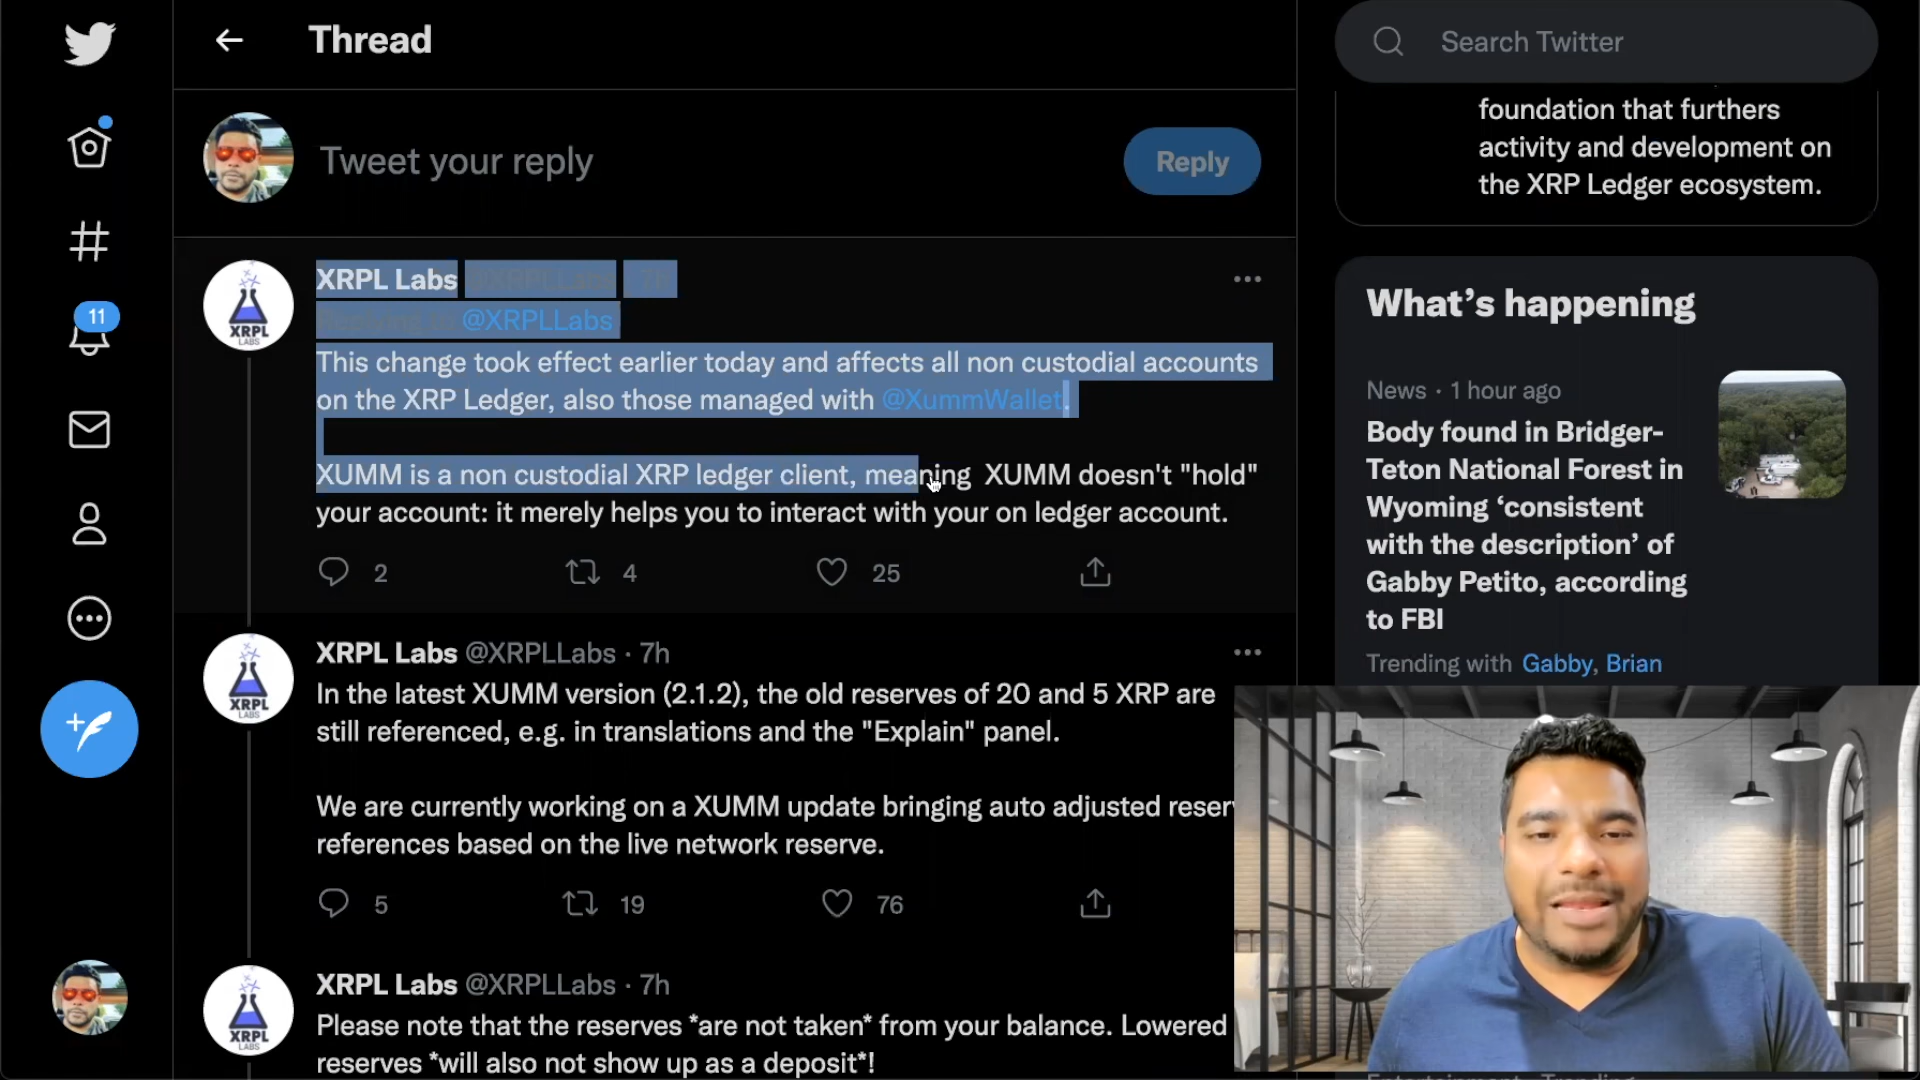 Thread
Search Twitter
foundation that furthers
activity and development on
the XRP Ledger ecosystem.
Tweet your reply
Reply
XRPL Labs @XRPLLabs · 7h
Replying to @XRPLLabs
This change took effect earlier today and affects all non custodial accounts
on the XRP Ledger, also those managed with @XummWallet.
XUMM is a non custodial XRP ledger client, meaning XUMM doesn't "hold"
your account: it merely helps you to interact with your on ledger account.
2 4 25
XRPL
LABS
11
What's happening
News · 1 hour ago
Body found in Bridger-
Teton National Forest in
Wyoming 'consistent
with the description' of
Gabby Petito, according
to FBI
Trending with Gabby, Brian
XRPL Labs @XRPLLabs · 7h
In the latest XUMM version (2.1.2), the old reserves of 20 and 5 XRP are
still referenced, e.g. in translations and the "Explain" panel.
We are currently working on a XUMM update bringing auto adjusted reser
references based on the live network reserve.
5 19 76
XRPL
LABS
XRPL Labs @XRPLLabs · 7h
Please note that the reserves *are not taken* from your balance. Lowered
reserves *will also not show up as a deposit*!
XRPL
LABS